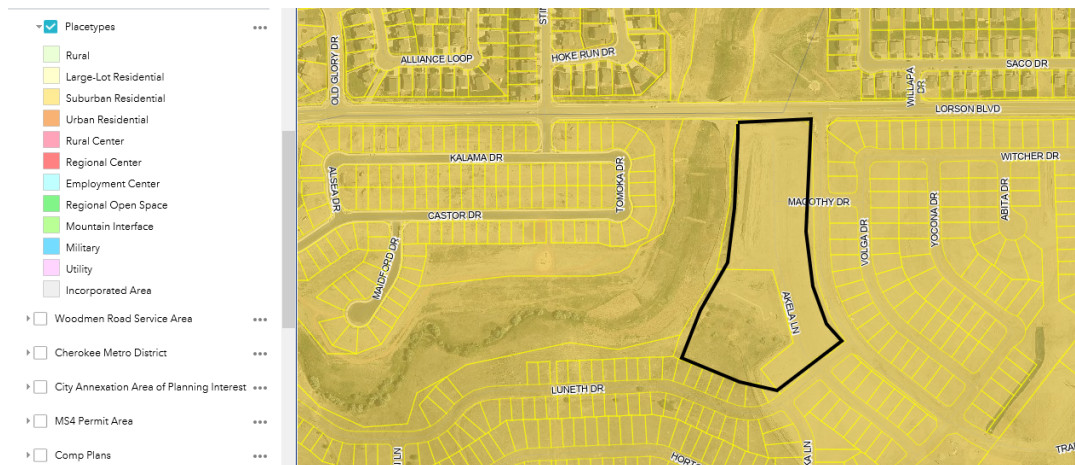 Placetypes
Rural
Large-Lot Residential
Suburban Residential
Urban Residential
Rural Center
Regional Center
Employment Center
Regional Open Space
Mountain Interface
Military
Utility
Incorporated Area
Woodmen Road Service Area
Cherokee Metro District
City Annexation Area of Planning Interest
MS4 Permit Area
Comp Plans
OLD GLORY DR
ALLIANCE LOOP
HOKE RUN DR
SACO DR
WILLAPA
DR
LORSON BLVD
KALAMA DR
WITCHER DR
ALSEA DR
TOMOKA DR
CASTOR DR
MAIDFORD DR
MAGOTHY DR
VOLGA DR
YOCONA DR
ABITA DR
AKELA LN
LUNETH DR